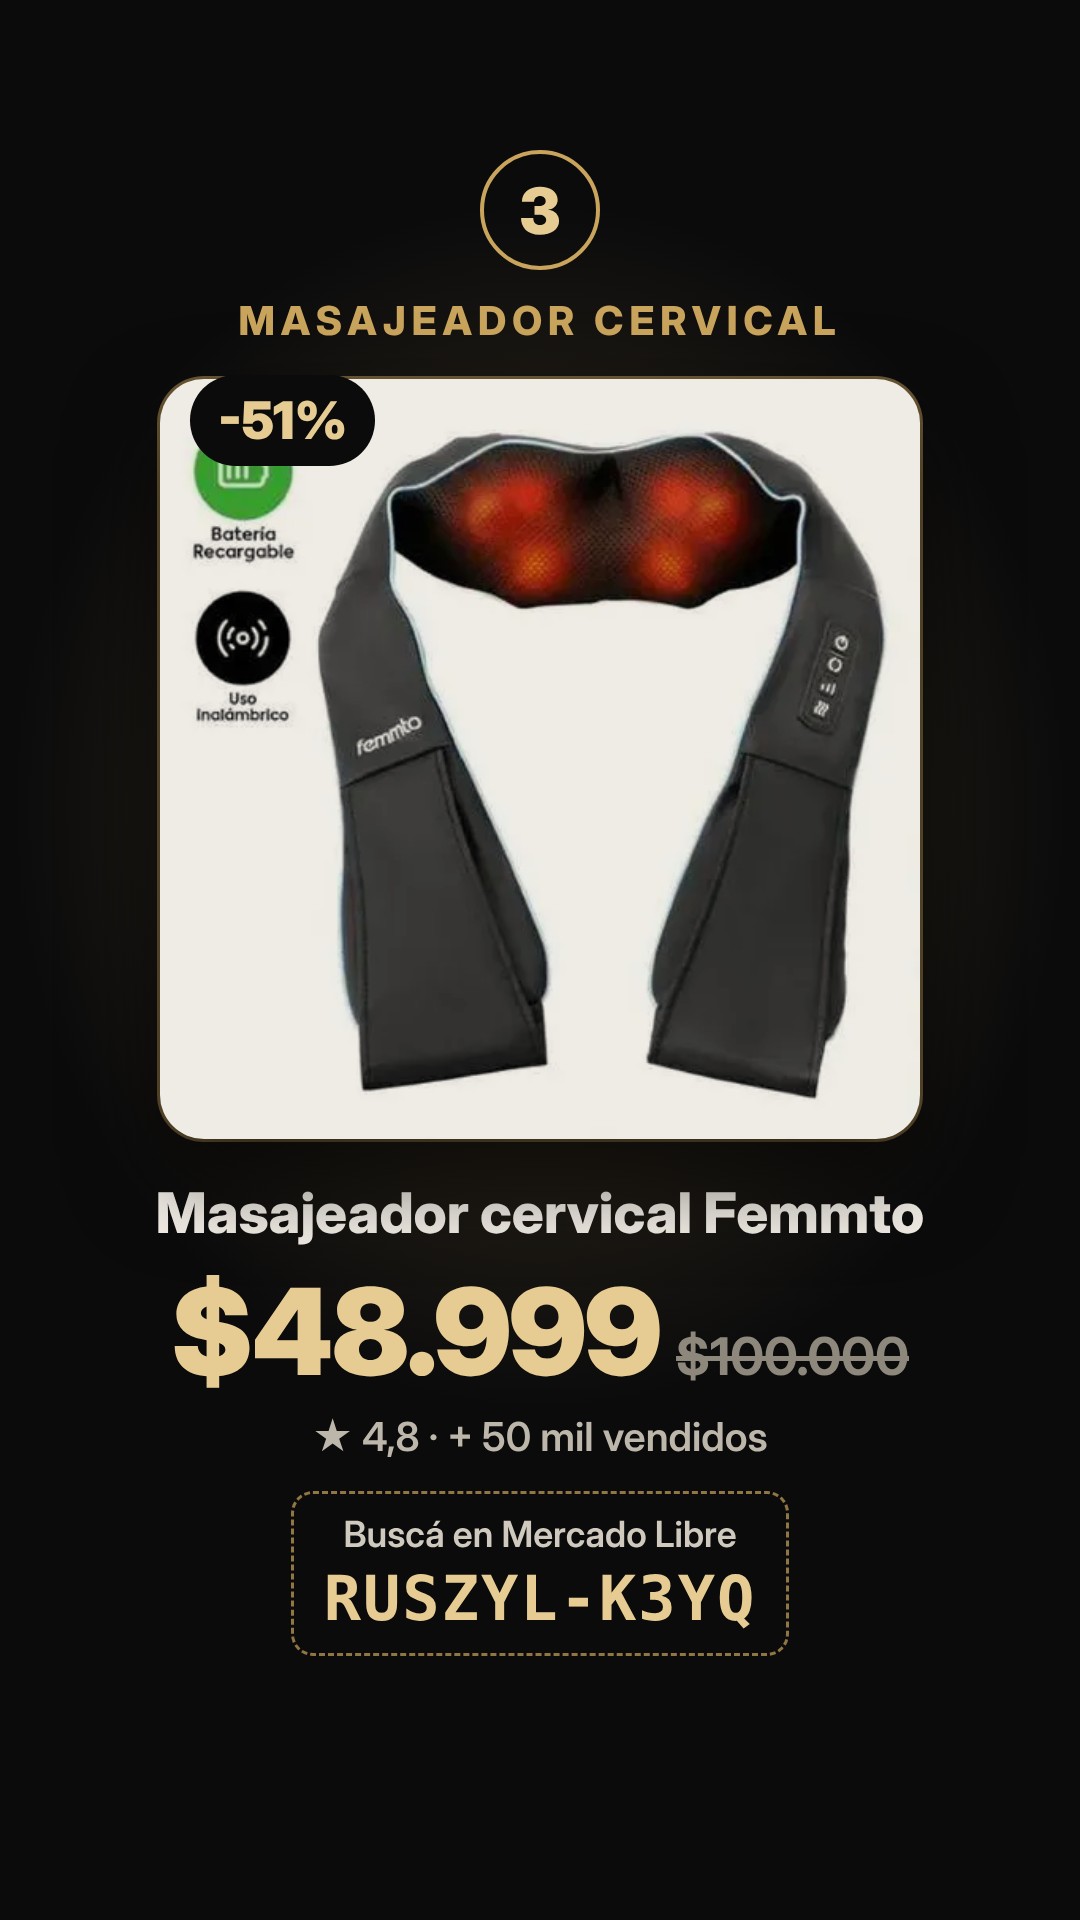 3
MASAJEADOR CERVICAL
-51%
Batería
Recargable
Uso
Inalámbrico
femmto
Masajeador cervical Femmto
$48.999 $100.000
★ 4,8 · + 50 mil vendidos
Buscá en Mercado Libre
RUSZYL-K3YQ